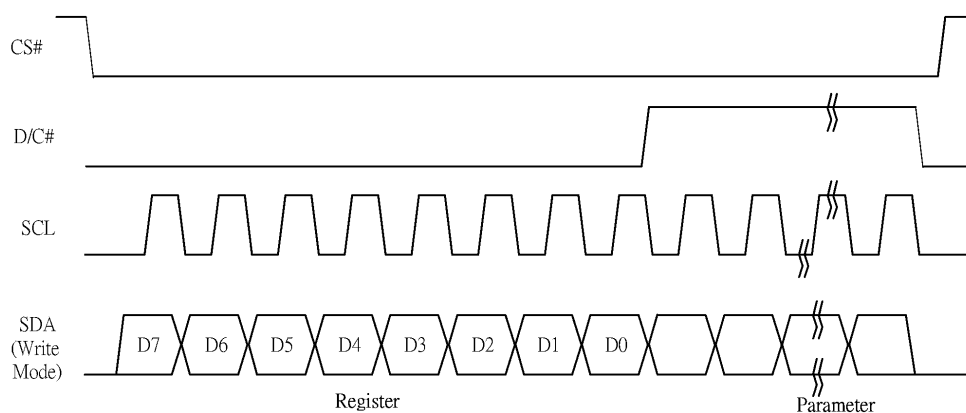 CS#
D/C#
SCL
SDA
(Write
Mode)
D7 D6 D5 D4 D3 D2 D1 D0
Register Parameter